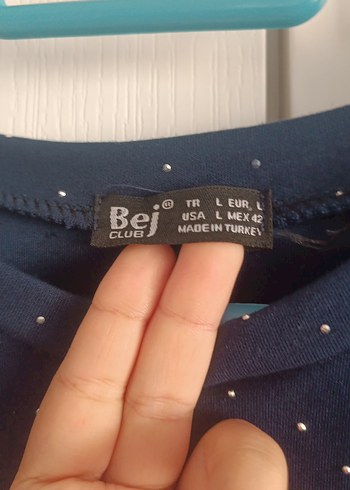 Bej®
CLUB
TR L EUR. L
USA L MEX 42
MADE IN TURKEY